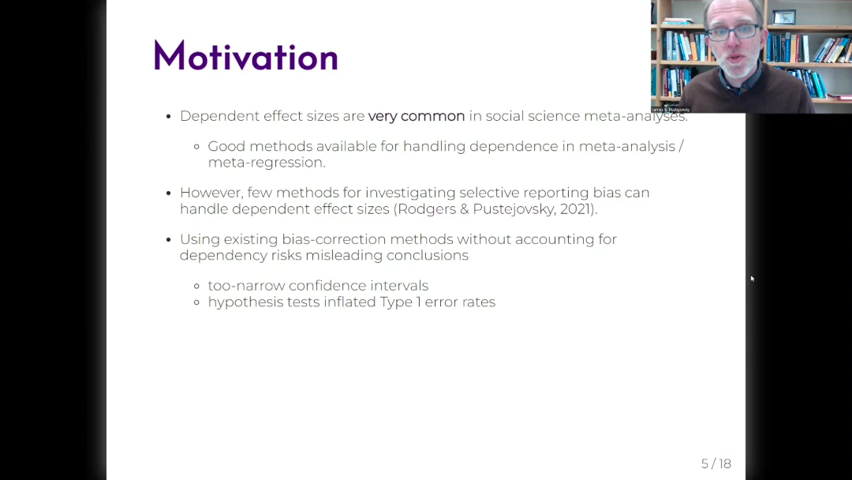 Motivation
Dependent effect sizes are very common in social science meta-analyses.
Good methods available for handling dependence in meta-analysis /
meta-regression.
However, few methods for investigating selective reporting bias can
handle dependent effect sizes (Rodgers & Pustejovsky, 2021).
Using existing bias-correction methods without accounting for
dependency risks misleading conclusions
too-narrow confidence intervals
hypothesis tests inflated Type 1 error rates
5 / 18